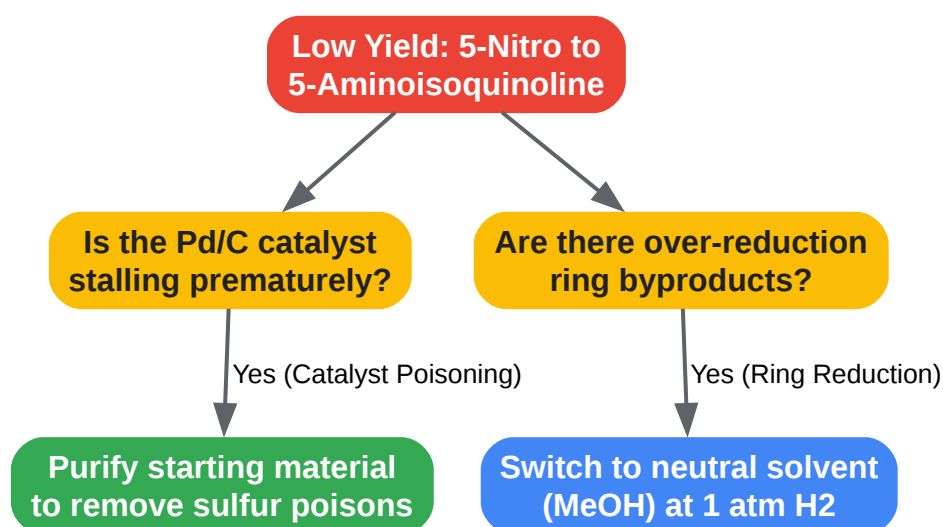 Low Yield: 5-Nitro to
5-Aminoisoquinoline
Is the Pd/C catalyst
stalling prematurely?
Are there over-reduction
ring byproducts?
Yes (Catalyst Poisoning)
Yes (Ring Reduction)
Purify starting material
to remove sulfur poisons
Switch to neutral solvent
(MeOH) at 1 atm H2